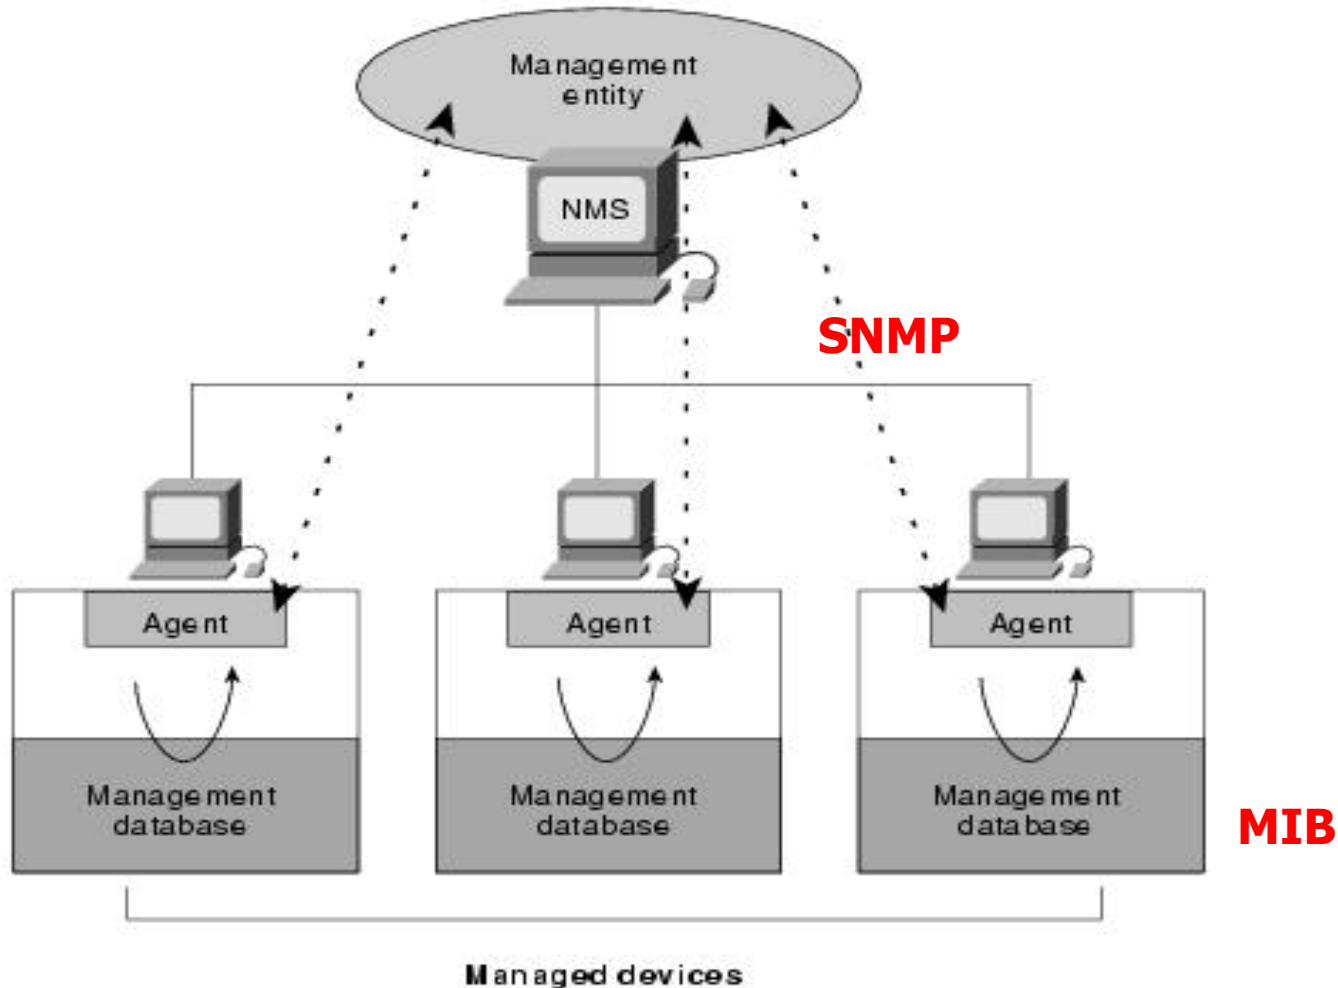 Management
entity
NMS
SNMP
Agent
Agent
Agent
Management
database
Management
database
Management
database
MIB
Managed devices